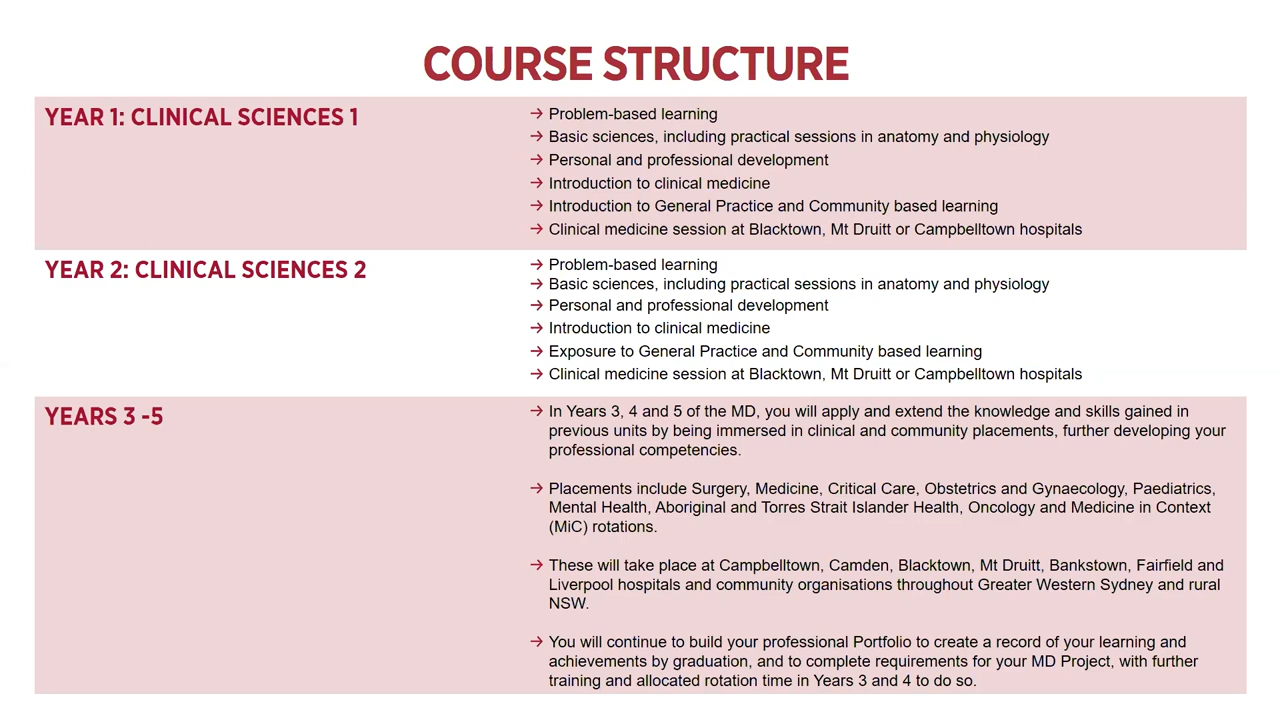 COURSE STRUCTURE
YEAR 1: CLINICAL SCIENCES 1
→ Problem-based learning
→ Basic sciences, including practical sessions in anatomy and physiology
→ Personal and professional development
→ Introduction to clinical medicine
→ Introduction to General Practice and Community based learning
→ Clinical medicine session at Blacktown, Mt Druitt or Campbelltown hospitals
YEAR 2: CLINICAL SCIENCES 2
→ Problem-based learning
→ Basic sciences, including practical sessions in anatomy and physiology
→ Personal and professional development
→ Introduction to clinical medicine
→ Exposure to General Practice and Community based learning
→ Clinical medicine session at Blacktown, Mt Druitt or Campbelltown hospitals
YEARS 3 -5
→ In Years 3, 4 and 5 of the MD, you will apply and extend the knowledge and skills gained in
previous units by being immersed in clinical and community placements, further developing your
professional competencies.
→ Placements include Surgery, Medicine, Critical Care, Obstetrics and Gynaecology, Paediatrics,
Mental Health, Aboriginal and Torres Strait Islander Health, Oncology and Medicine in Context
(MiC) rotations.
→ These will take place at Campbelltown, Camden, Blacktown, Mt Druitt, Bankstown, Fairfield and
Liverpool hospitals and community organisations throughout Greater Western Sydney and rural
NSW.
→ You will continue to build your professional Portfolio to create a record of your learning and
achievements by graduation, and to complete requirements for your MD Project, with further
training and allocated rotation time in Years 3 and 4 to do so.